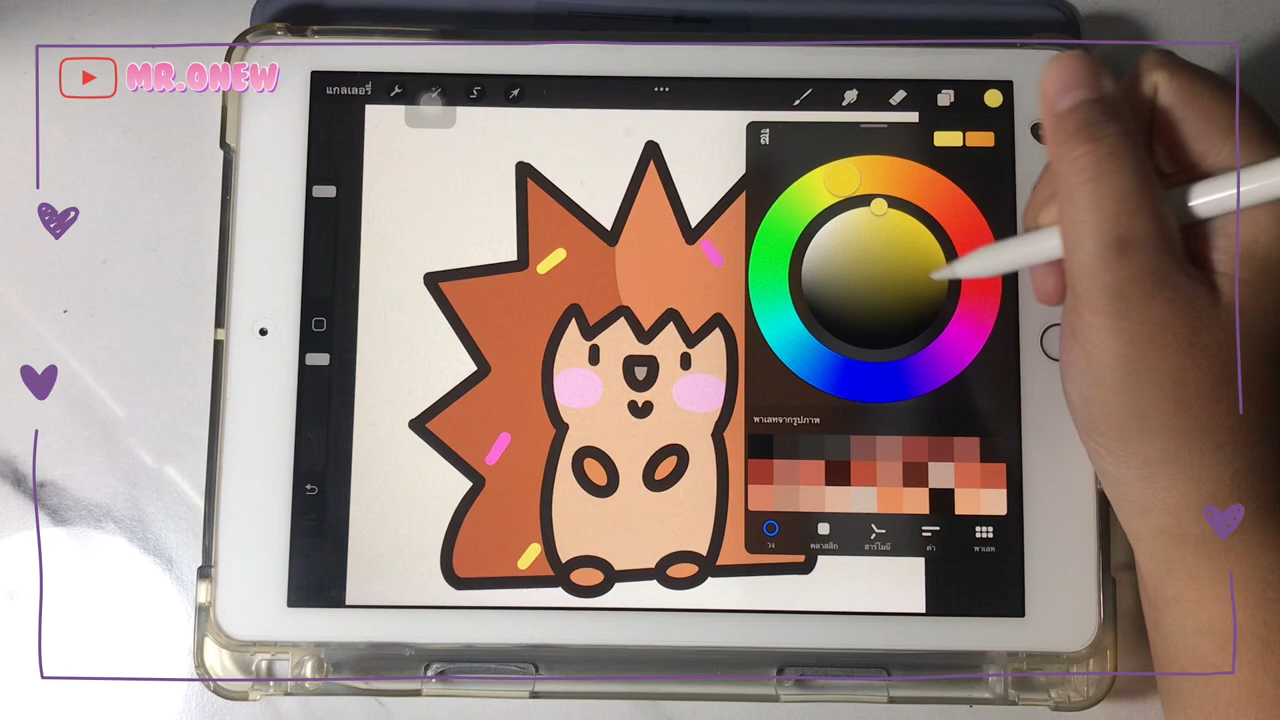 MR.ONEW
แกลเลอรี่
สี
พาเลทจากรูปภาพ
วง
คลาสสิก
ฮาร์โมนี
ค่า
พาเลท